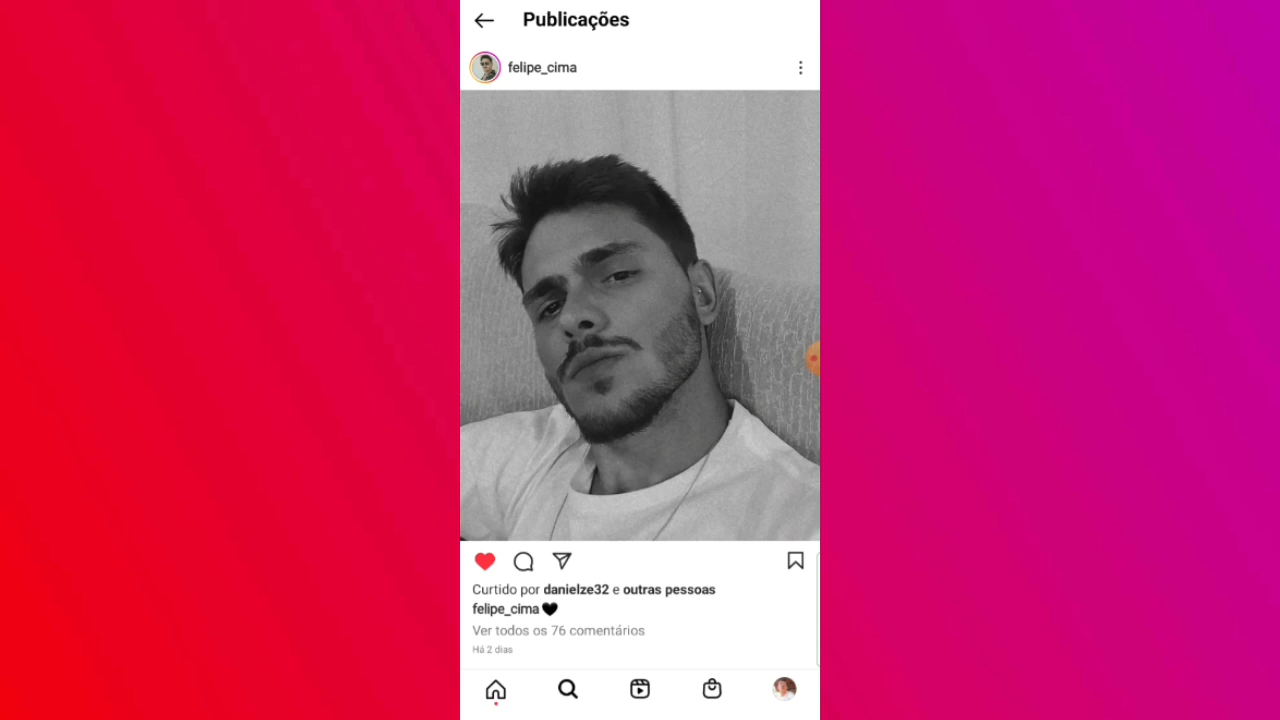 Publicações
felipe_cima
Curtido por danielze32 e outras pessoas
felipe_cima 🖤
Ver todos os 76 comentários
Há 2 dias